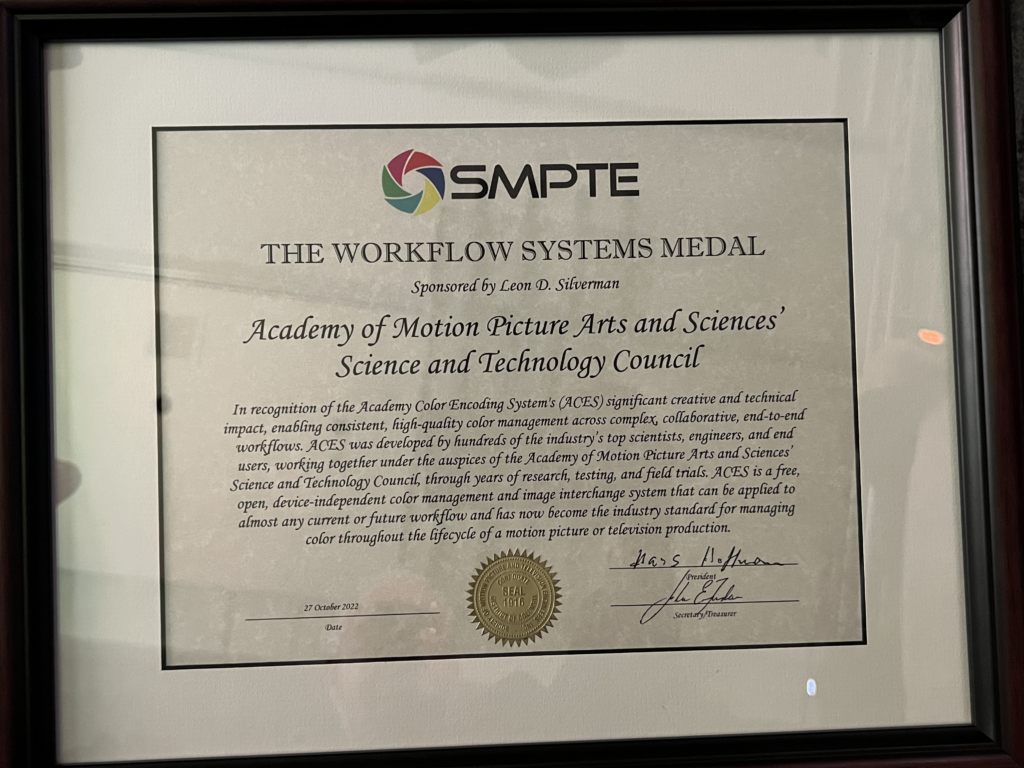 SMPTE
THE WORKFLOW SYSTEMS MEDAL
Sponsored by Leon D. Silverman
Academy of Motion Picture Arts and Sciences'
Science and Technology Council
In recognition of the Academy Color Encoding System's (ACES) significant creative and technical
impact, enabling consistent, high-quality color management across complex, collaborative, end-to-end
workflows. ACES was developed by hundreds of the industry's top scientists, engineers, and end
users, working together under the auspices of the Academy of Motion Picture Arts and Sciences'
Science and Technology Council, through years of research, testing, and field trials. ACES is a free,
open, device-independent color management and image interchange system that can be applied to
almost any current or future workflow and has now become the industry standard for managing
color throughout the lifecycle of a motion picture or television production.
Hans Hoffmann
President
Secretary/Treasurer
27 October 2022
Date
SEAL
1916